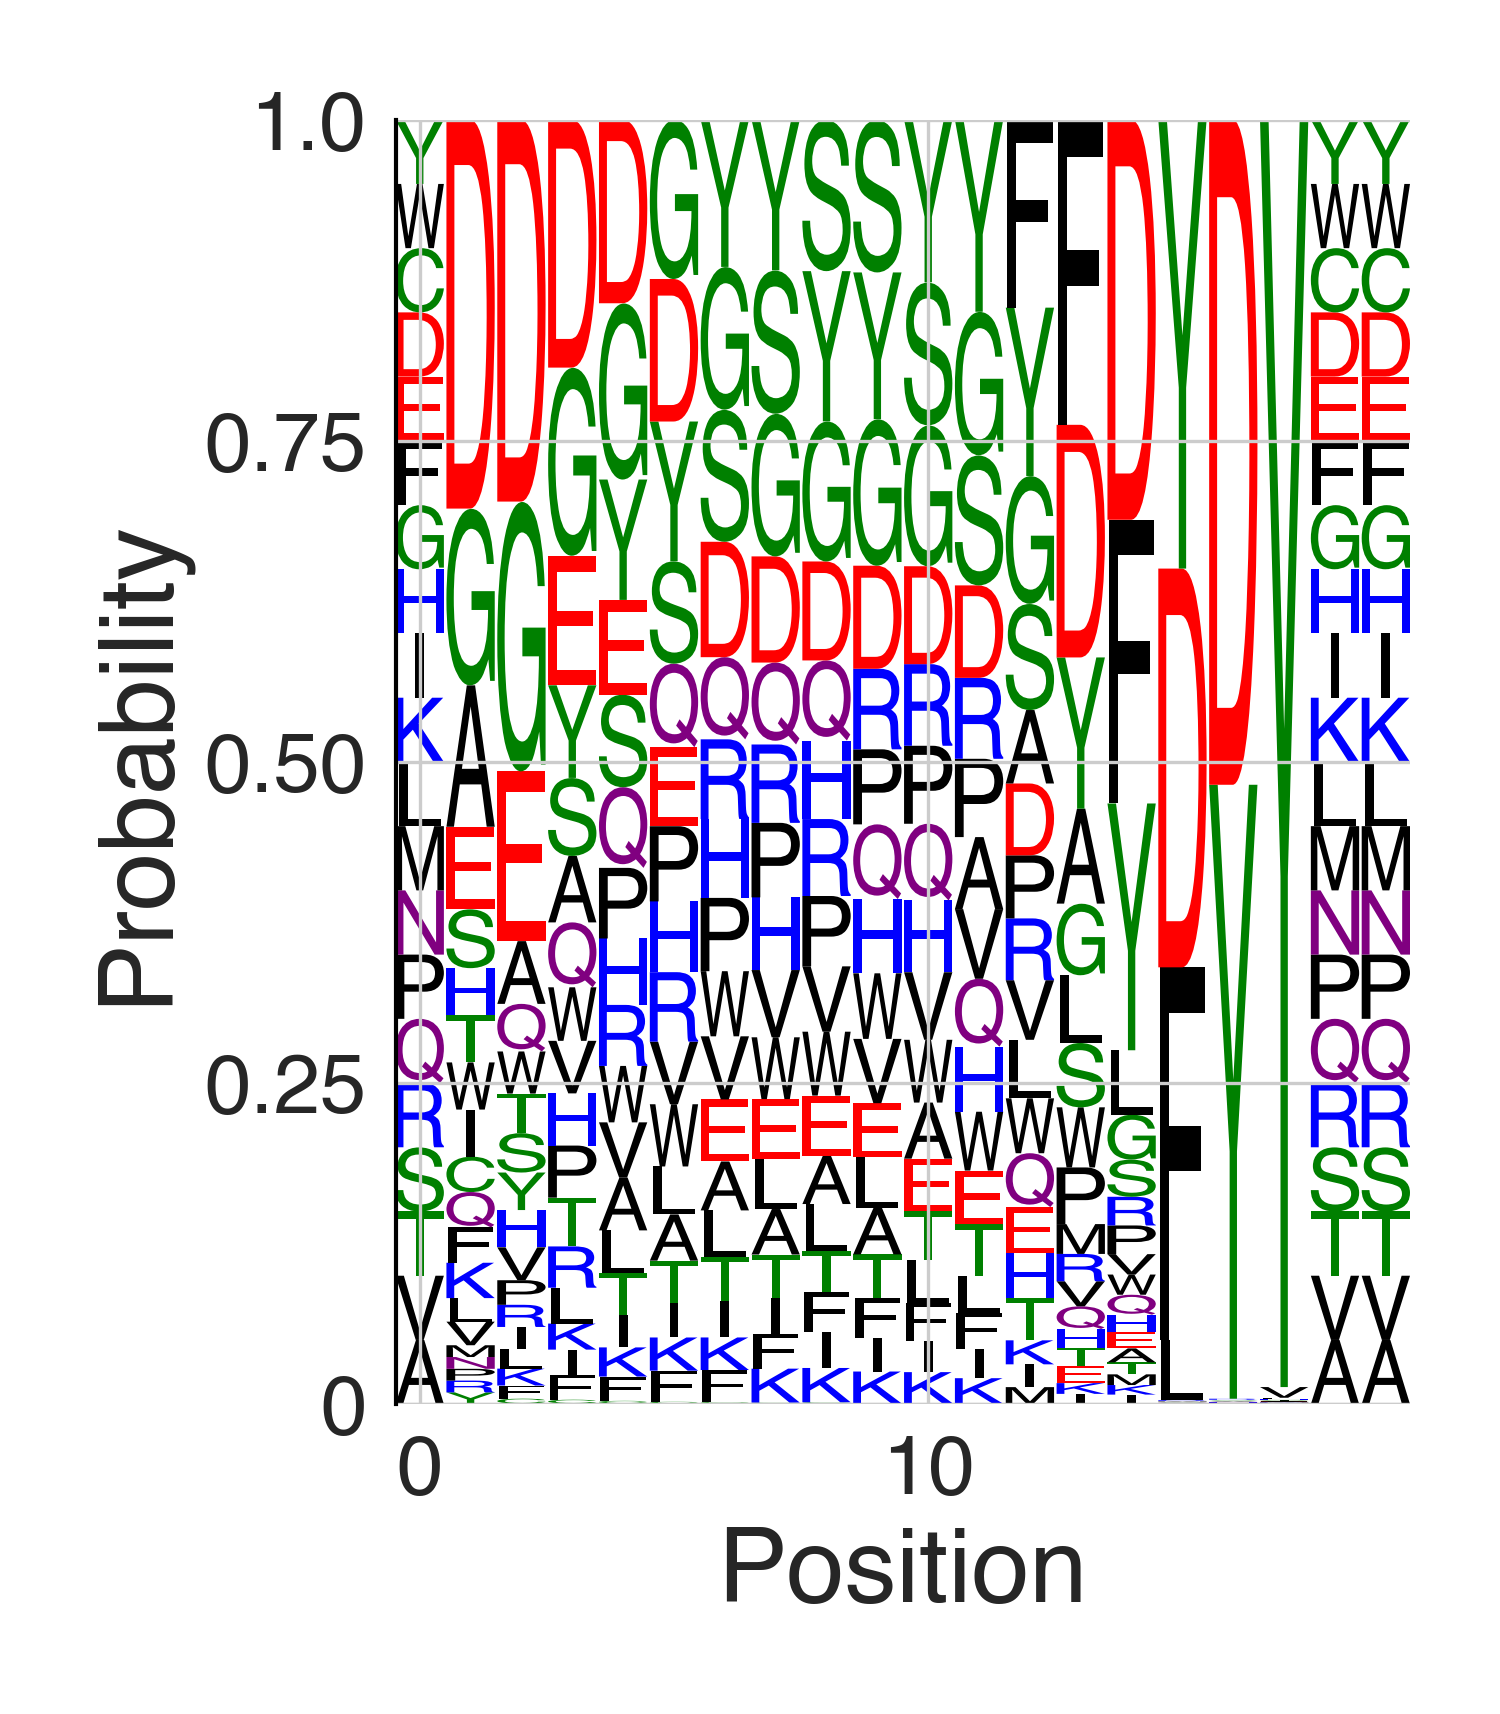 1.0
0.75
0.50
0.25
0
Probability
Y W C D E F G H I K L M N P Q R S T V A
D G A E S H T W I C Q F K L V M N P R Y
D G E A Q W T S Y H V P R I L K F
D G E Y S A Q W V H P T R L K I F
D G Y E S Q P H R W V A L T I K F
G D Y S Q E P H R V W L A T I K F
Y G S D Q R H P W V E A L T I K F
Y S G D Q R P H V W E L A T I F K
S Y G D Q H R P V W E A L T F I K
S Y G D R P Q H W V E L A T F I K
Y S G D R P Q H V W A E T L F I K
Y G S D R P A V Q H W E T L F I K
F Y G S A D P R V L W Q E H T K I M
F D Y A G L S W P M R V Q H T E K I
D F Y L G S R P V W Q H E A T M K I
Y D F L
D Y
Y V
Y W C D E F G H I K L M N P Q R S T V A
Y W C D E F G H I K L M N P Q R S T V A
0
10
Position